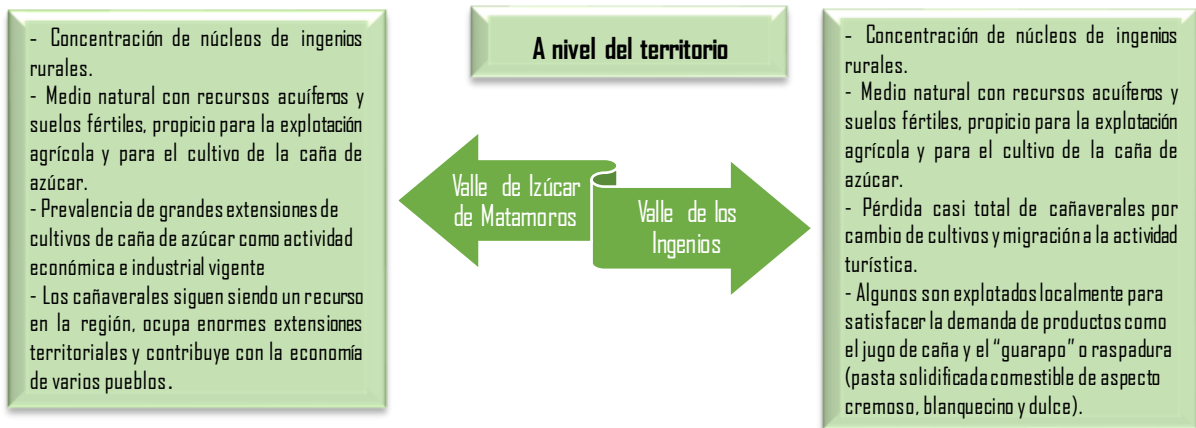 - Concentración de núcleos de ingenios
rurales.
- Medio natural con recursos acuíferos y
suelos fértiles, propicio para la explotación
agrícola y para el cultivo de la caña de
azúcar.
- Prevalencia de grandes extensiones de
cultivos de caña de azúcar como actividad
económica e industrial vigente
- Los cañaverales siguen siendo un recurso
en la región, ocupa enormes extensiones
territoriales y contribuye con la economía
de varios pueblos.
A nivel del territorio
Valle de Izúcar
de Matamoros
Valle de los
Ingenios
- Concentración de núcleos de ingenios
rurales.
- Medio natural con recursos acuíferos y
suelos fértiles, propicio para la explotación
agrícola y para el cultivo de la caña de
azúcar.
- Pérdida casi total de cañaverales por
cambio de cultivos y migración a la actividad
turística.
- Algunos son explotados localmente para
satisfacer la demanda de productos como
el jugo de caña y el “guarapo” o raspadura
(pasta solidificada comestible de aspecto
cremoso, blanquecino y dulce).